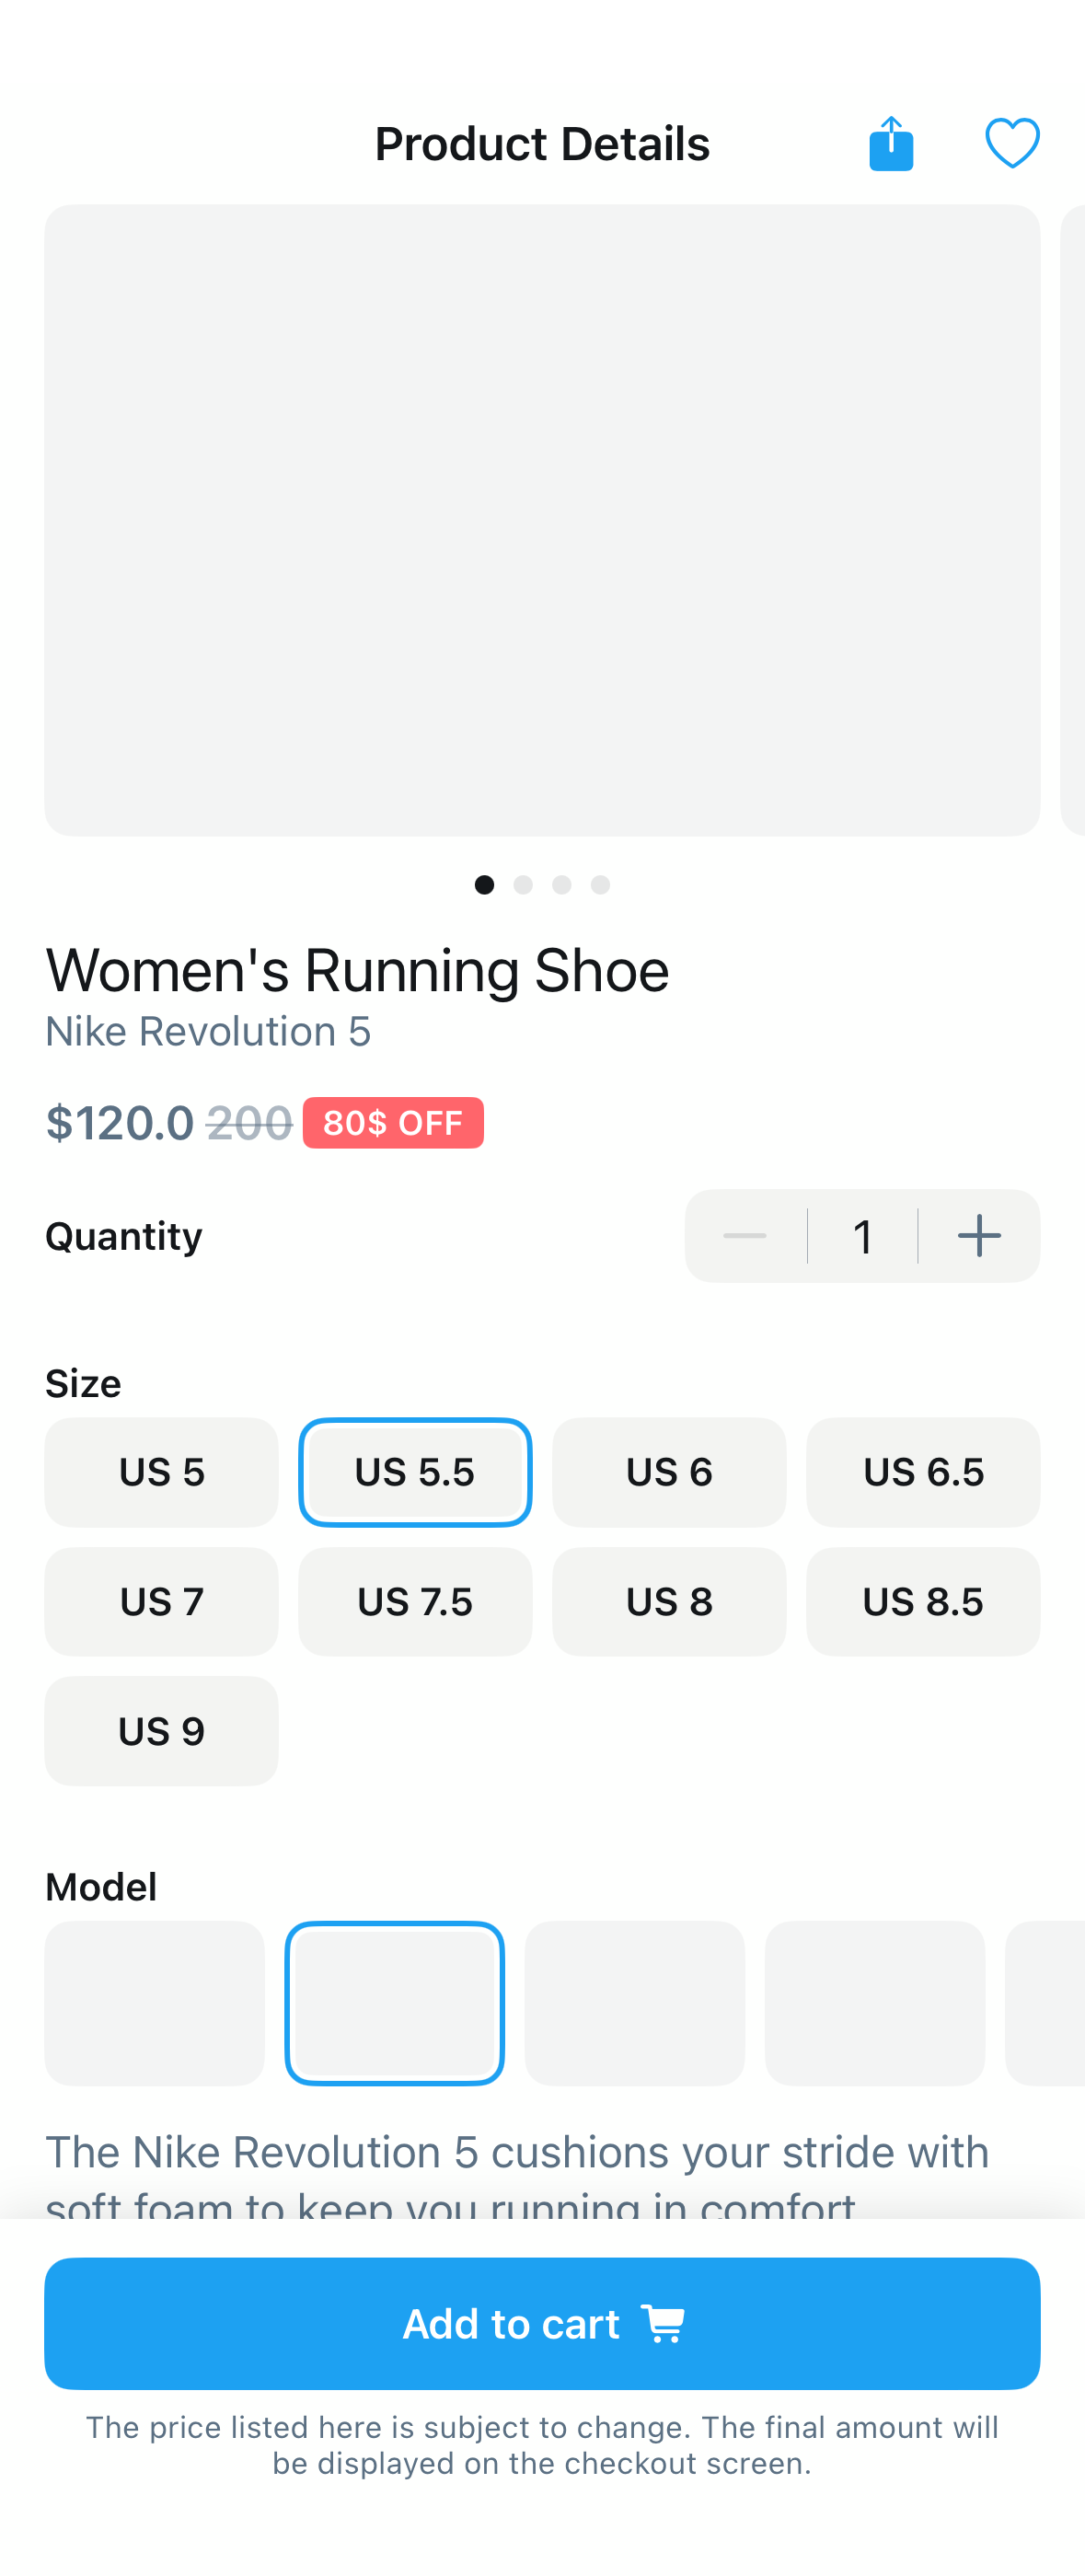 Product Details
Women's Running Shoe
Nike Revolution 5
$120.0 200 80$ OFF
Quantity 1
Size
US 5 US 5.5 US 6 US 6.5
US 7 US 7.5 US 8 US 8.5
US 9
Model
The Nike Revolution 5 cushions your stride with
soft foam to keep you running in comfort
Add to cart
The price listed here is subject to change. The final amount will
be displayed on the checkout screen.